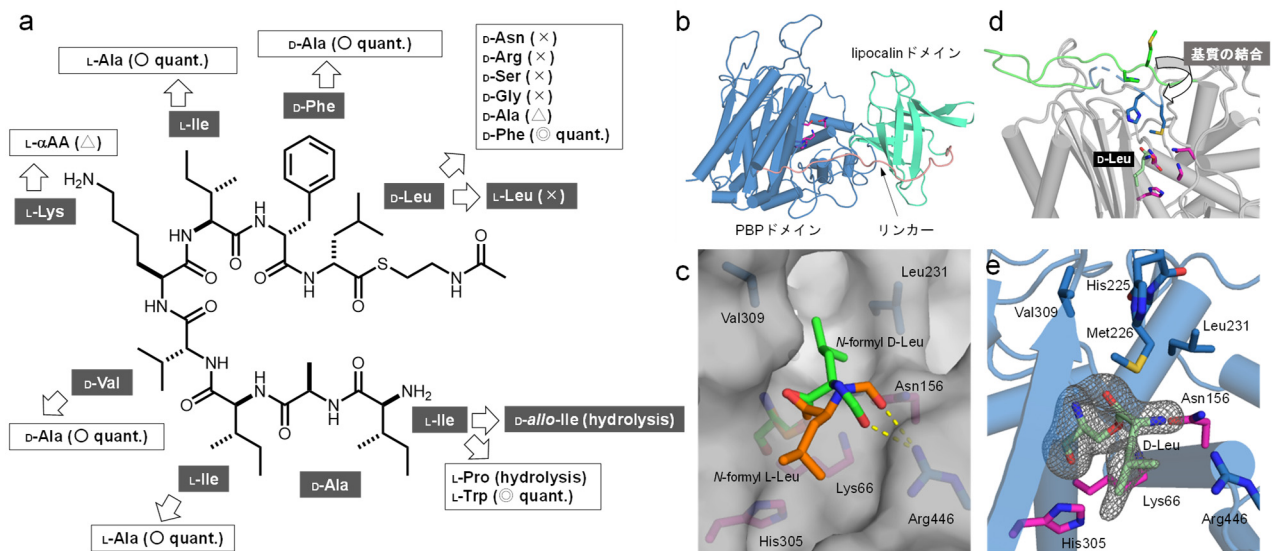 a
D-Ala (〇 quant.)
L-Ala (〇 quant.)
D-Asn (×)
D-Arg (×)
D-Ser (×)
D-Gly (×)
D-Ala (△)
D-Phe (◎ quant.)
D-Phe
L-Ile
L-αAA (△)
L-Lys
H2N
D-Leu
L-Leu (×)
H
N
O
H
N
O
N
H
O
N
H
O
S
H
N
O
NH
O
NH
O
H
N
O
N
H
O
NH2
D-Val
D-Ala (〇 quant.)
L-Ile
D-allo-Ile (hydrolysis)
L-Pro (hydrolysis)
L-Trp (◎ quant.)
L-Ile
D-Ala
L-Ala (〇 quant.)
b
lipocalinドメイン
PBPドメイン
リンカー
c
Val309
Leu231
N-formyl D-Leu
Asn156
N-formyl L-Leu
Lys66
Arg446
His305
d
基質の結合
D-Leu
e
His225
Val309
Met226
Leu231
Asn156
D-Leu
Lys66
Arg446
His305